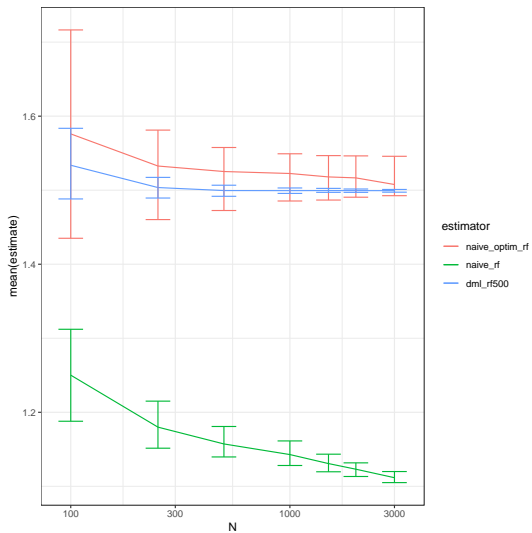 1.6
1.4
1.2
mean(estimate)
100
300
1000
3000
N
estimator
naive_optim_rf
naive_rf
dml_rf500